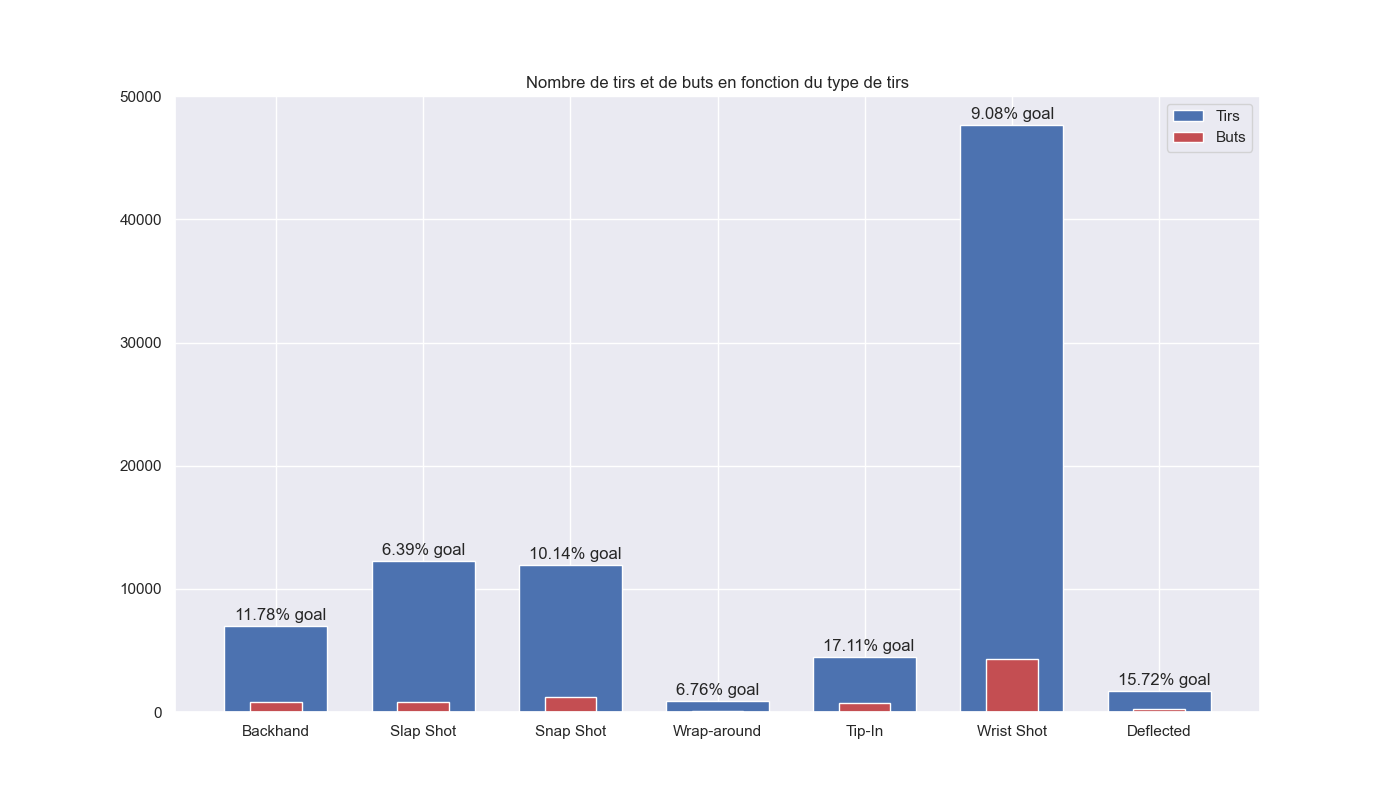 Nombre de tirs et de buts en fonction du type de tirs
50000
40000
30000
20000
10000
0
Tirs
Buts
11.78% goal
6.39% goal
10.14% goal
6.76% goal
17.11% goal
9.08% goal
15.72% goal
Backhand
Slap Shot
Snap Shot
Wrap-around
Tip-In
Wrist Shot
Deflected